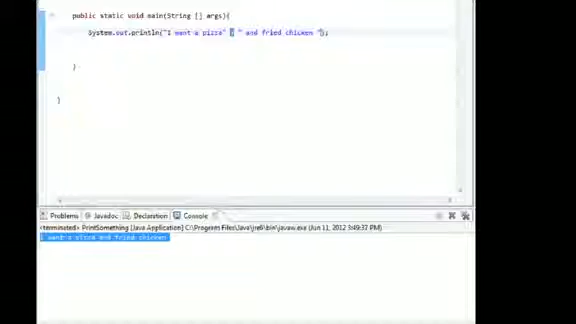 public static void main(String [] args){
System.out.println("I want a pizza" + " and fried chicken ");
}
}
Problems @ Javadoc Declaration Console
<terminated> PrintSomething [Java Application] C:\Program Files\Java\jre6\bin\javaw.exe (Jun 11, 2012 3:49:37 PM)
I want a pizza and fried chicken